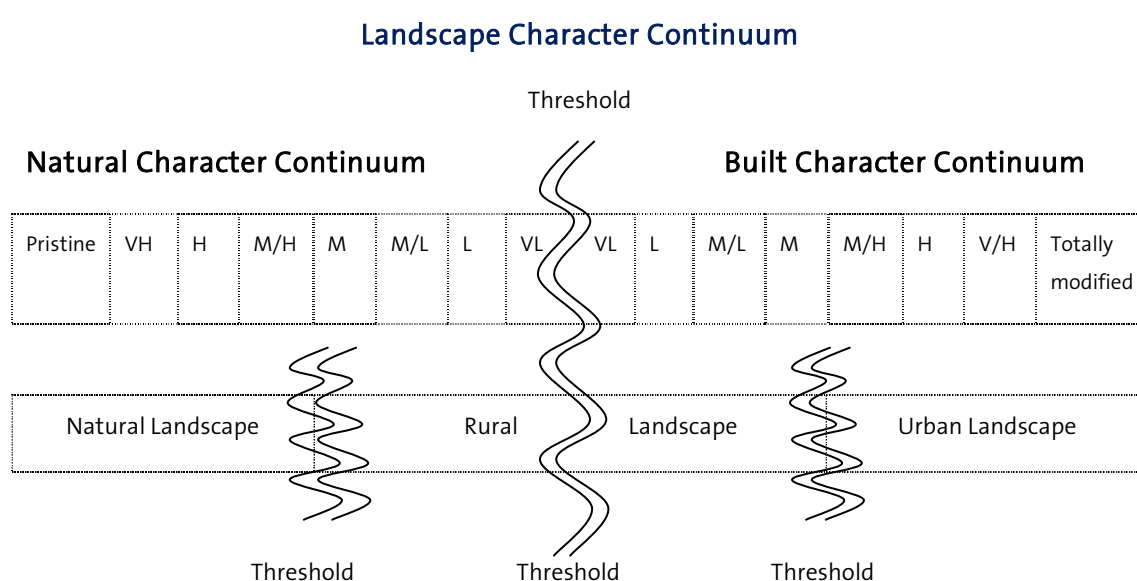 Landscape Character Continuum
Threshold
Natural Character Continuum Built Character Continuum
Pristine VH H M/H M M/L L VL VL L M/L M M/H H V/H Totally
modified
Natural Landscape Rural Landscape Urban Landscape
Threshold Threshold Threshold